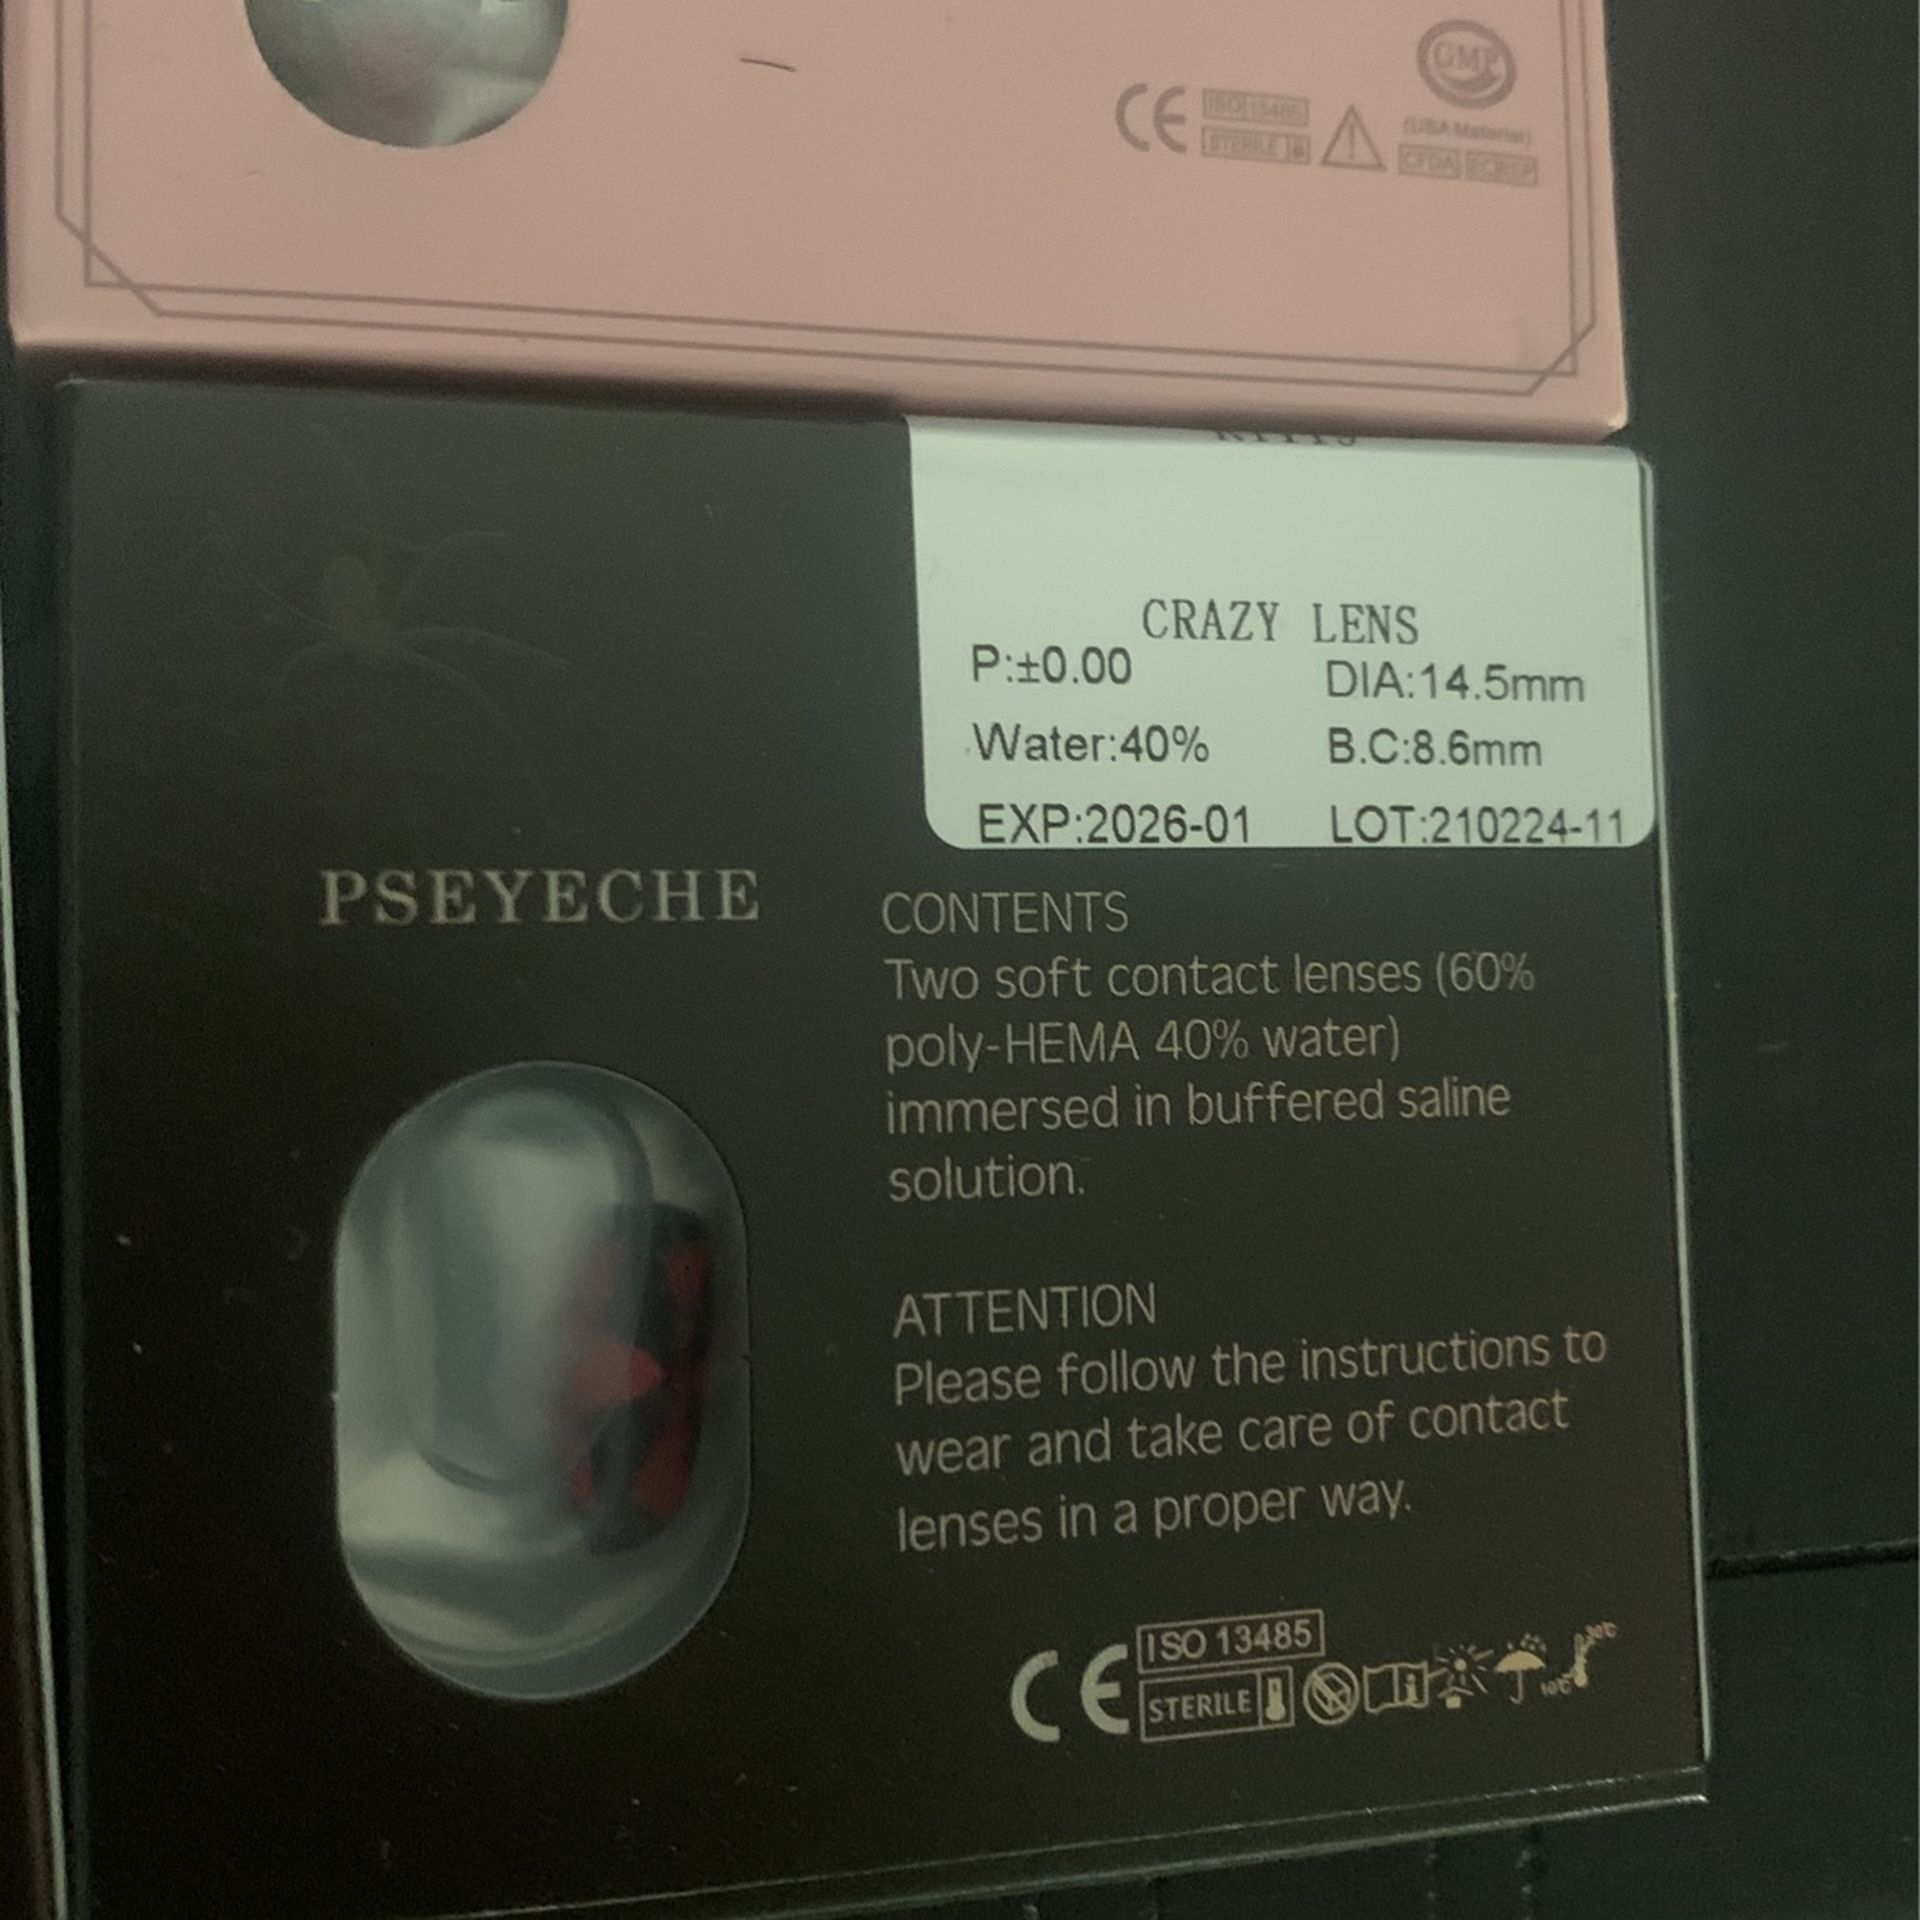 GMP
CE ISO 13485
STERILE
(USA Material)
CFDA
CRAZY LENS
P:±0.00 DIA:14.5mm
Water:40% B.C:8.6mm
EXP:2026-01 LOT:210224-11
PSEYECHE
CONTENTS
Two soft contact lenses (60%
poly-HEMA 40% water)
immersed in buffered saline
solution.
ATTENTION
Please follow the instructions to
wear and take care of contact
lenses in a proper way.
CE ISO 13485
STERILE